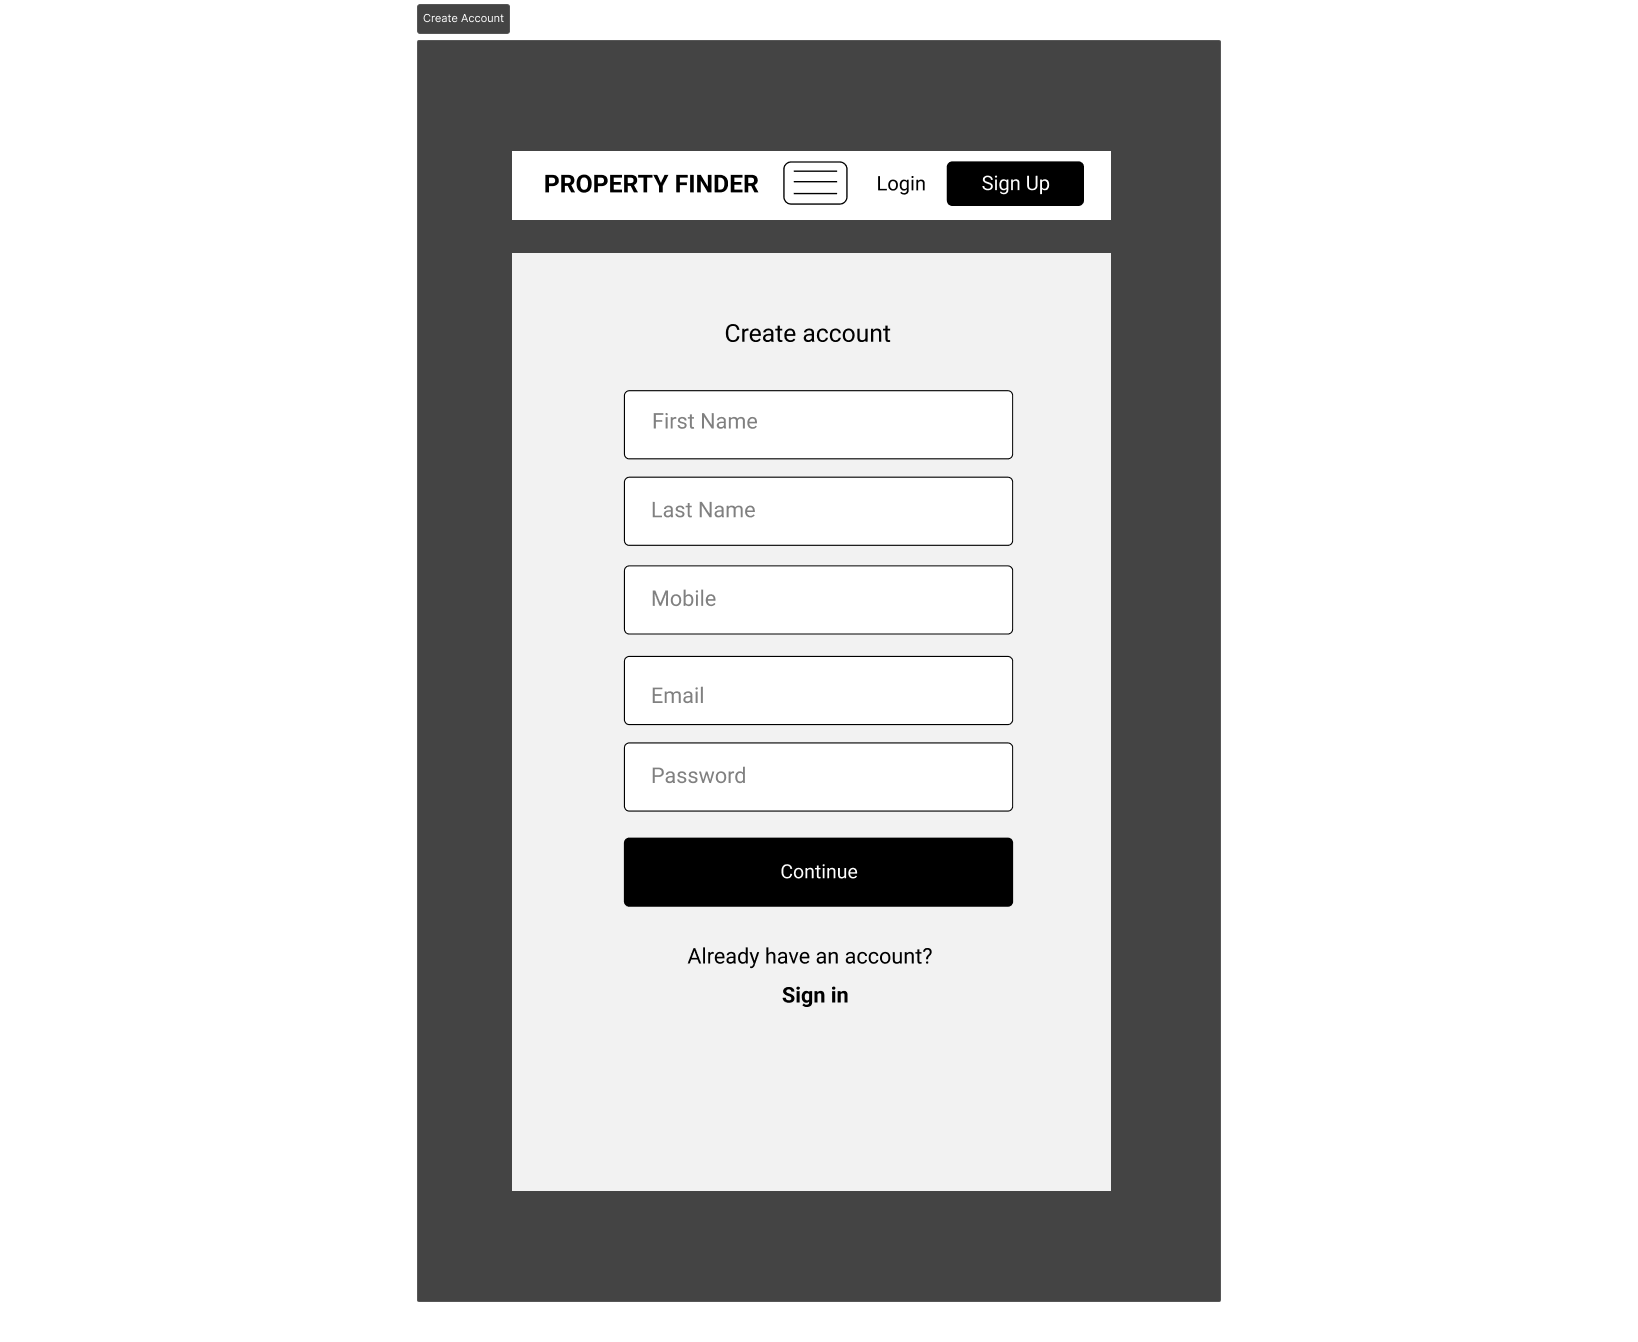 Create Account
PROPERTY FINDER Login Sign Up
Create account
First Name
Last Name
Mobile
Email
Password
Continue
Already have an account?
Sign in